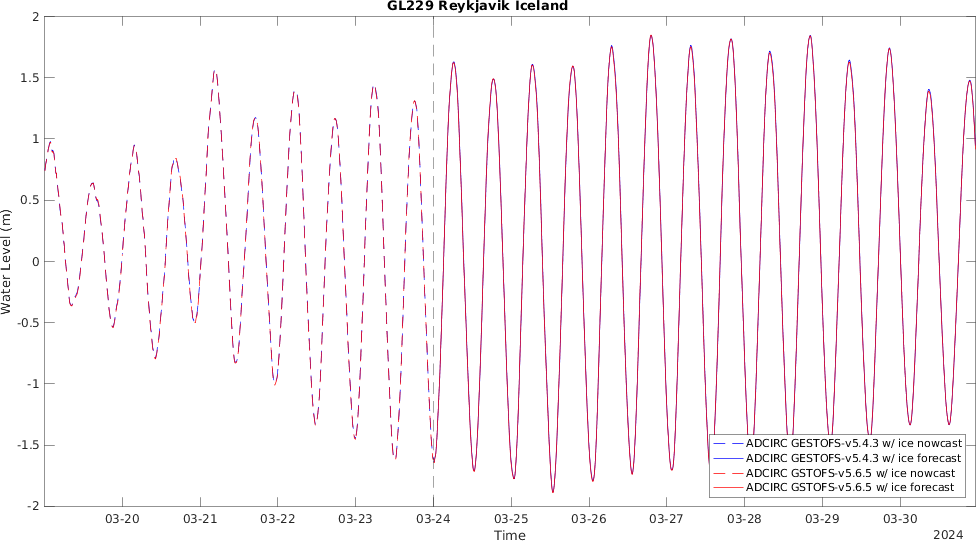 GL229 Reykjavik Iceland
Water Level (m)
2
1.5
1
0.5
0
-0.5
-1
-1.5
-2
ADCIRC GESTOFS-v5.4.3 w/ ice nowcast
ADCIRC GESTOFS-v5.4.3 w/ ice forecast
ADCIRC GSTOFS-v5.6.5 w/ ice nowcast
ADCIRC GSTOFS-v5.6.5 w/ ice forecast
03-20 03-21 03-22 03-23 03-24 03-25 03-26 03-27 03-28 03-29 03-30
Time
2024